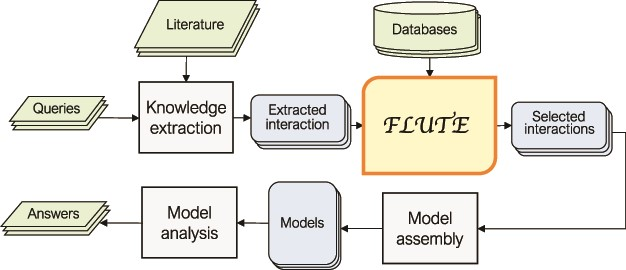 Literature
Databases
Queries
Knowledge
extraction
Extracted
interaction
FLUTE
Selected
interactions
Answers
Model
analysis
Models
Model
assembly